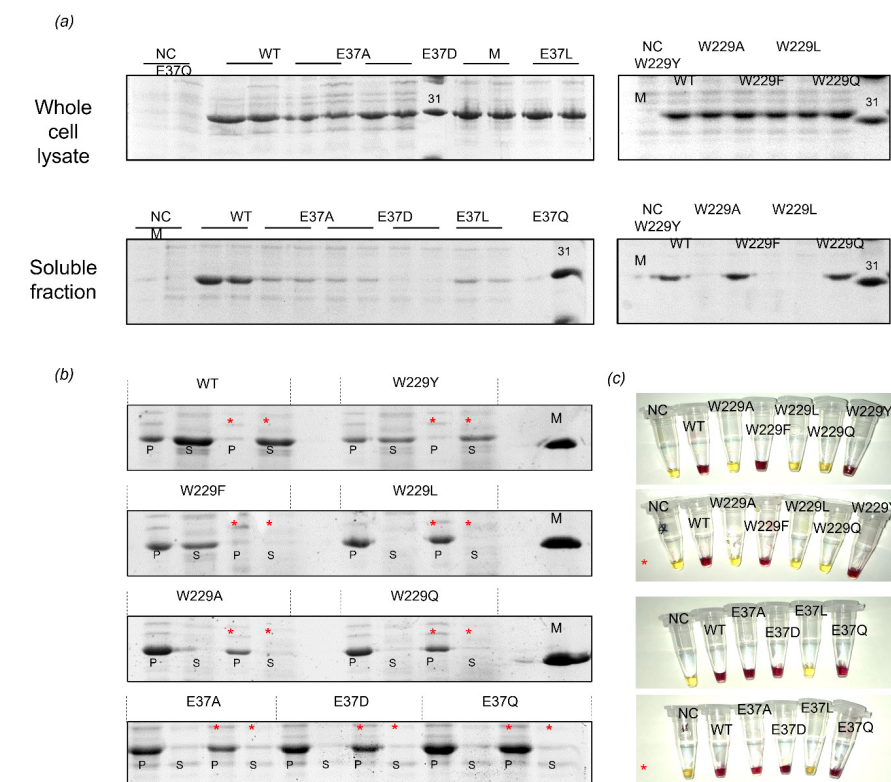 (a)
NC WT E37A E37D M E37L
E37Q
31
Whole
cell
lysate
NC W229A W229L
W229Y
WT W229F W229Q
M
31
NC WT E37A E37D E37L E37Q
M
31
Soluble
fraction
NC W229A W229L
W229Y
WT W229F W229Q
M
31
(b)
WT W229Y
* * * * M
P S P S P S P S
W229F W229L
* * * * M
P S P S P S P S
W229A W229Q
* * * * M
P S P S P S P S
E37A E37D E37Q
* * * * * *
P S P S P S P S P S P S
(c)
NC WT W229A W229F W229L W229Q W229Y
NC WT W229A W229F W229L W229Q W229Y
*
NC WT E37A E37D E37L E37Q
NC WT E37A E37D E37L E37Q
*